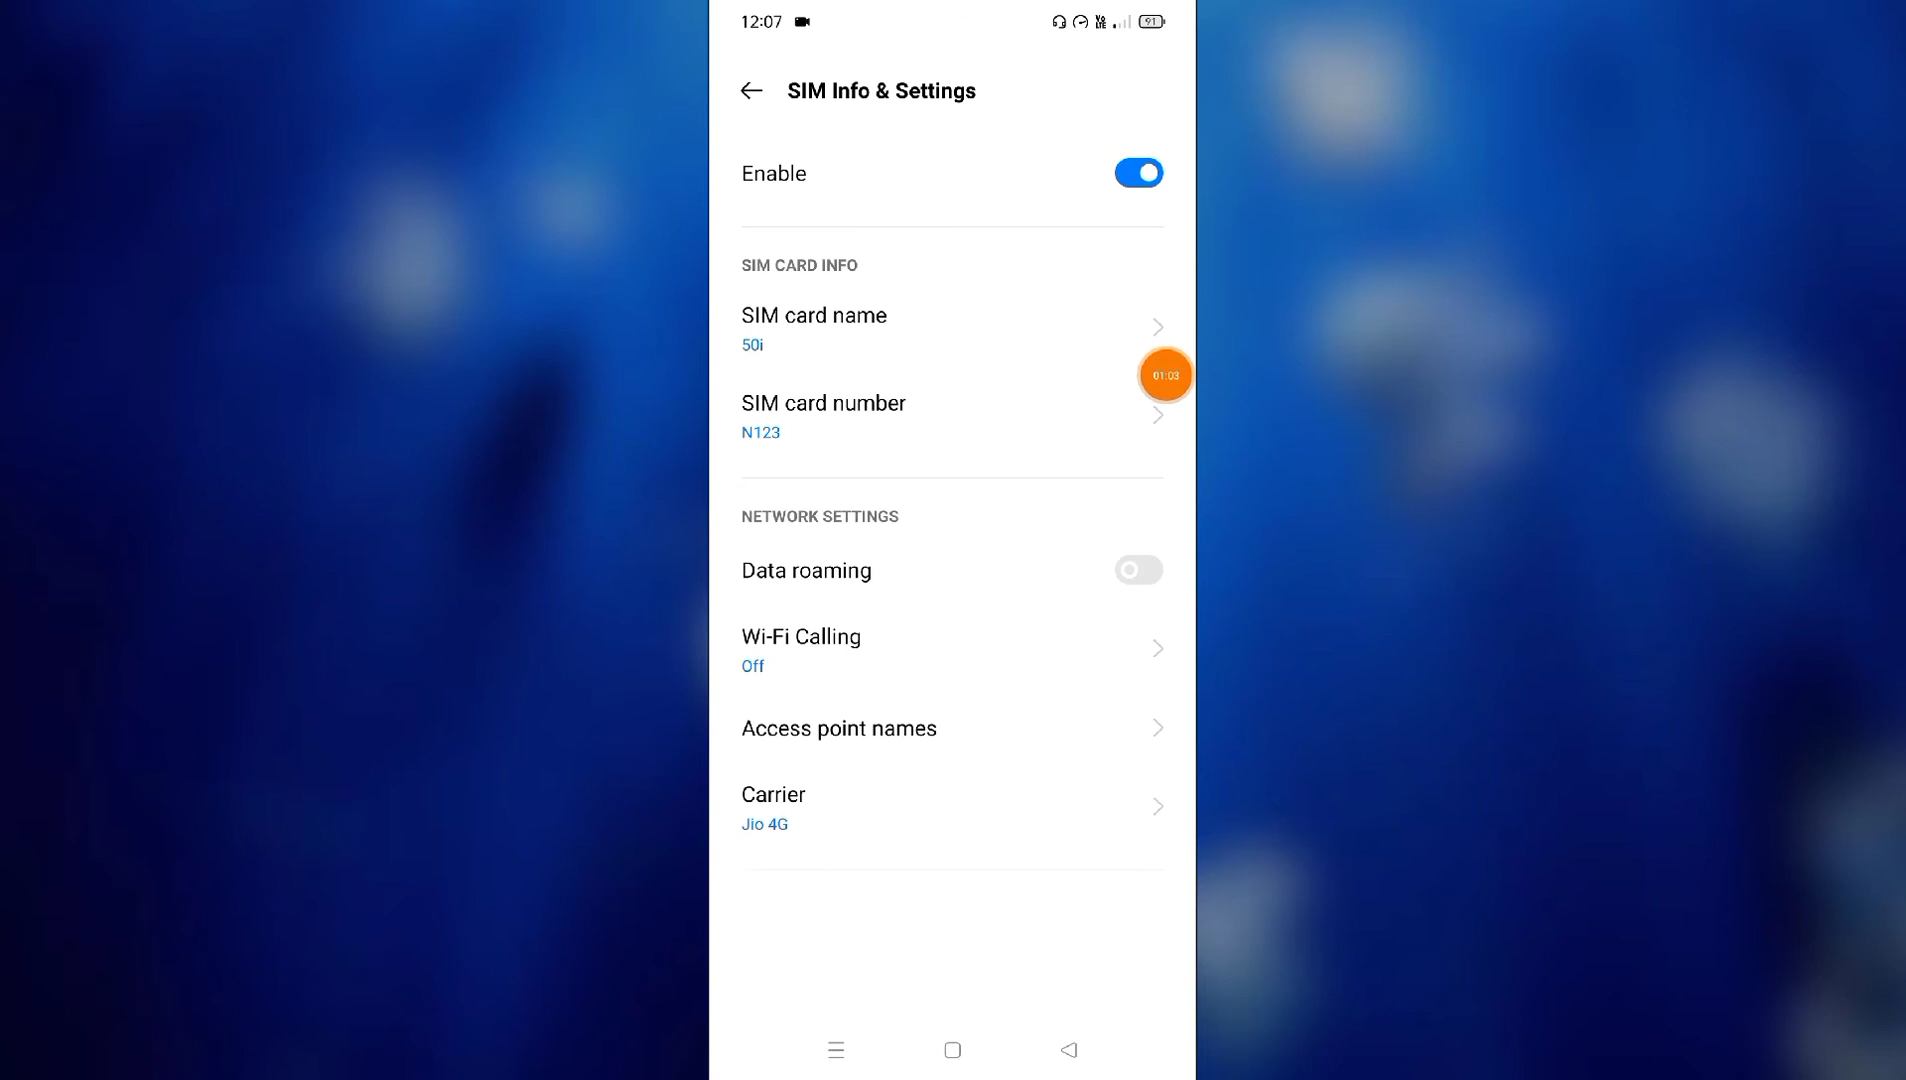 12:07
91
SIM Info & Settings
Enable
SIM CARD INFO
SIM card name
50i
01:03
SIM card number
N123
NETWORK SETTINGS
Data roaming
Wi-Fi Calling
Off
Access point names
Carrier
Jio 4G